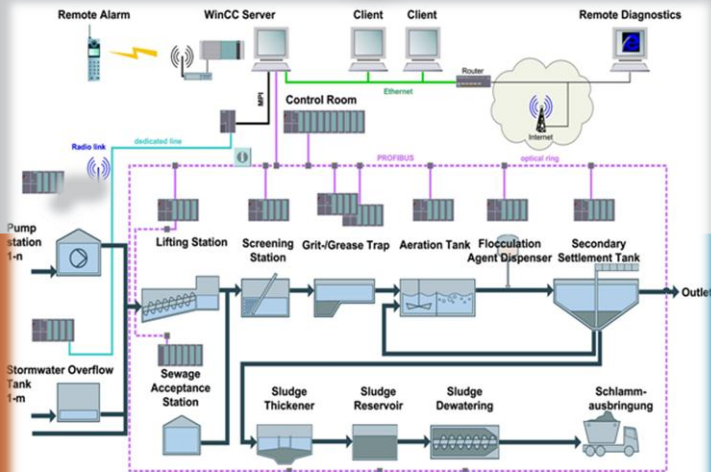 Remote Alarm
WinCC Server
Client
Client
Remote Diagnostics
Router
Ethernet
MPI
Control Room
Internet
dedicated line
Radio link
PROFIBUS
optical ring
Pump
station
1-n
Lifting Station
Screening
Station
Grit-/Grease Trap
Aeration Tank
Flocculation
Agent Dispenser
Secondary
Settlement Tank
Outlet
Stormwater Overflow
Tank
1-m
Sewage
Acceptance
Station
Sludge
Thickener
Sludge
Reservoir
Sludge
Dewatering
Schlamm-
ausbringung